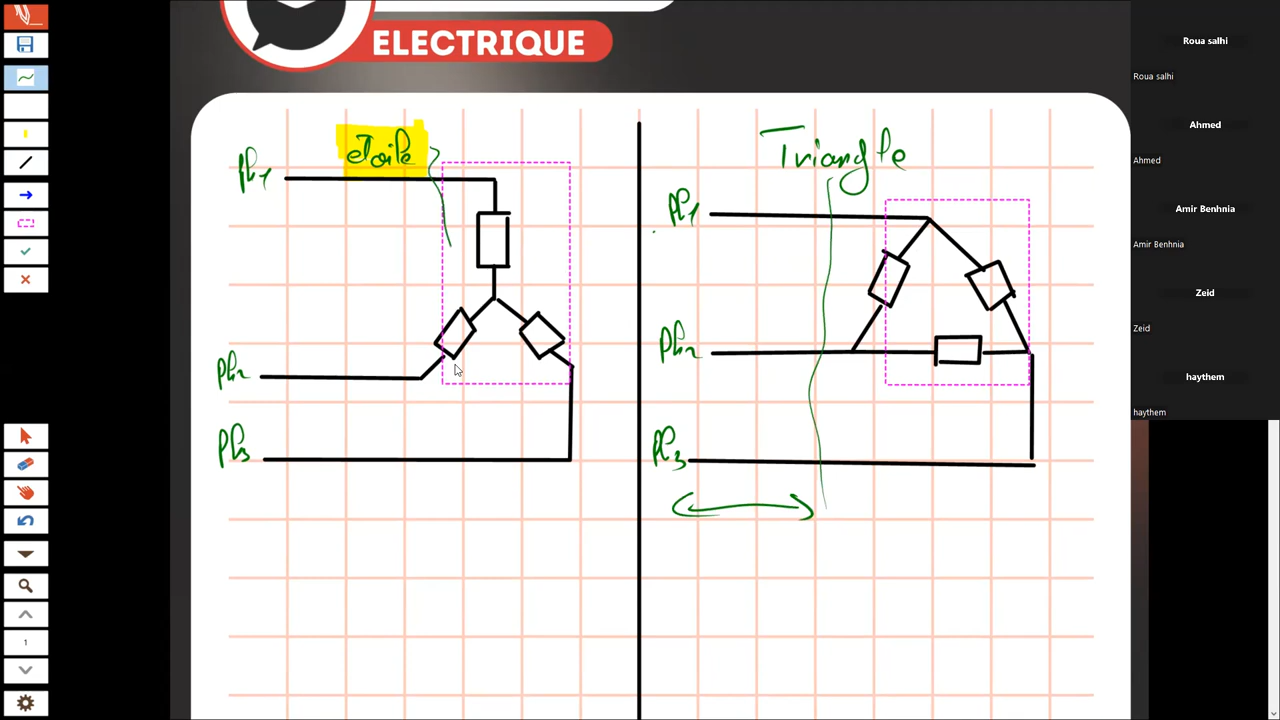 ELECTRIQUE
etoile
Ph1
Ph2
Ph3
Triangle
Ph1
Ph2
Ph3
1
Roua salhi
Roua salhi
Ahmed
Ahmed
Amir Benhnia
Amir Benhnia
Zeid
Zeid
haythem
haythem